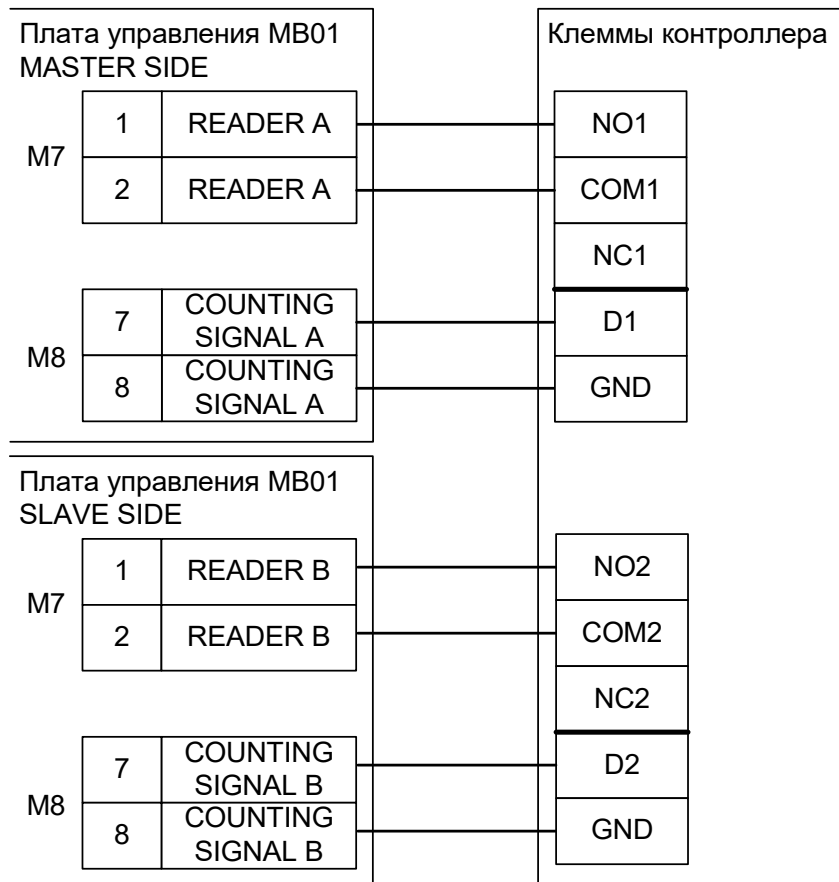 Плата управления MB01
MASTER SIDE
Клеммы контроллера
M7
1
READER A
NO1
2
READER A
COM1
NC1
M8
7
COUNTING
SIGNAL A
D1
8
COUNTING
SIGNAL A
GND
Плата управления MB01
SLAVE SIDE
M7
1
READER B
NO2
2
READER B
COM2
NC2
M8
7
COUNTING
SIGNAL B
D2
8
COUNTING
SIGNAL B
GND